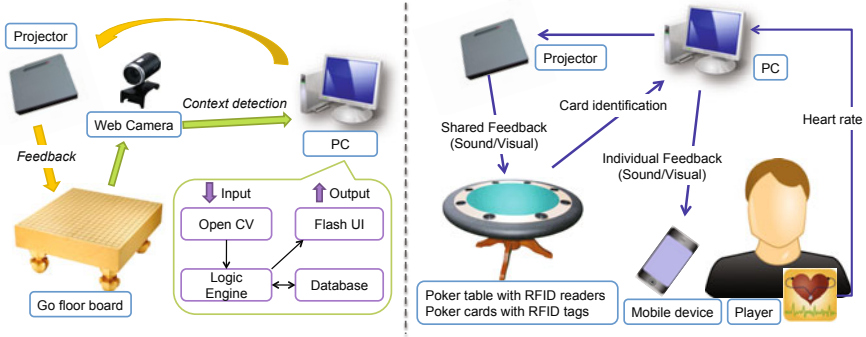 Projector
Web Camera
Context detection
PC
Feedback
Input
Output
Open CV
Flash UI
Logic
Engine
Database
Go floor board
Projector
PC
Card identification
Shared Feedback
(Sound/Visual)
Heart rate
Individual Feedback
(Sound/Visual)
Poker table with RFID readers
Poker cards with RFID tags
Mobile device
Player